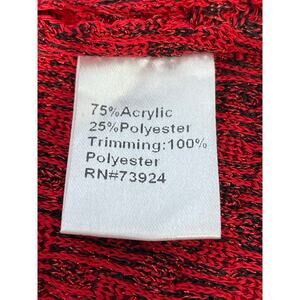 75%Acrylic
25%Polyester
Trimming:100%
Polyester
RN#73924